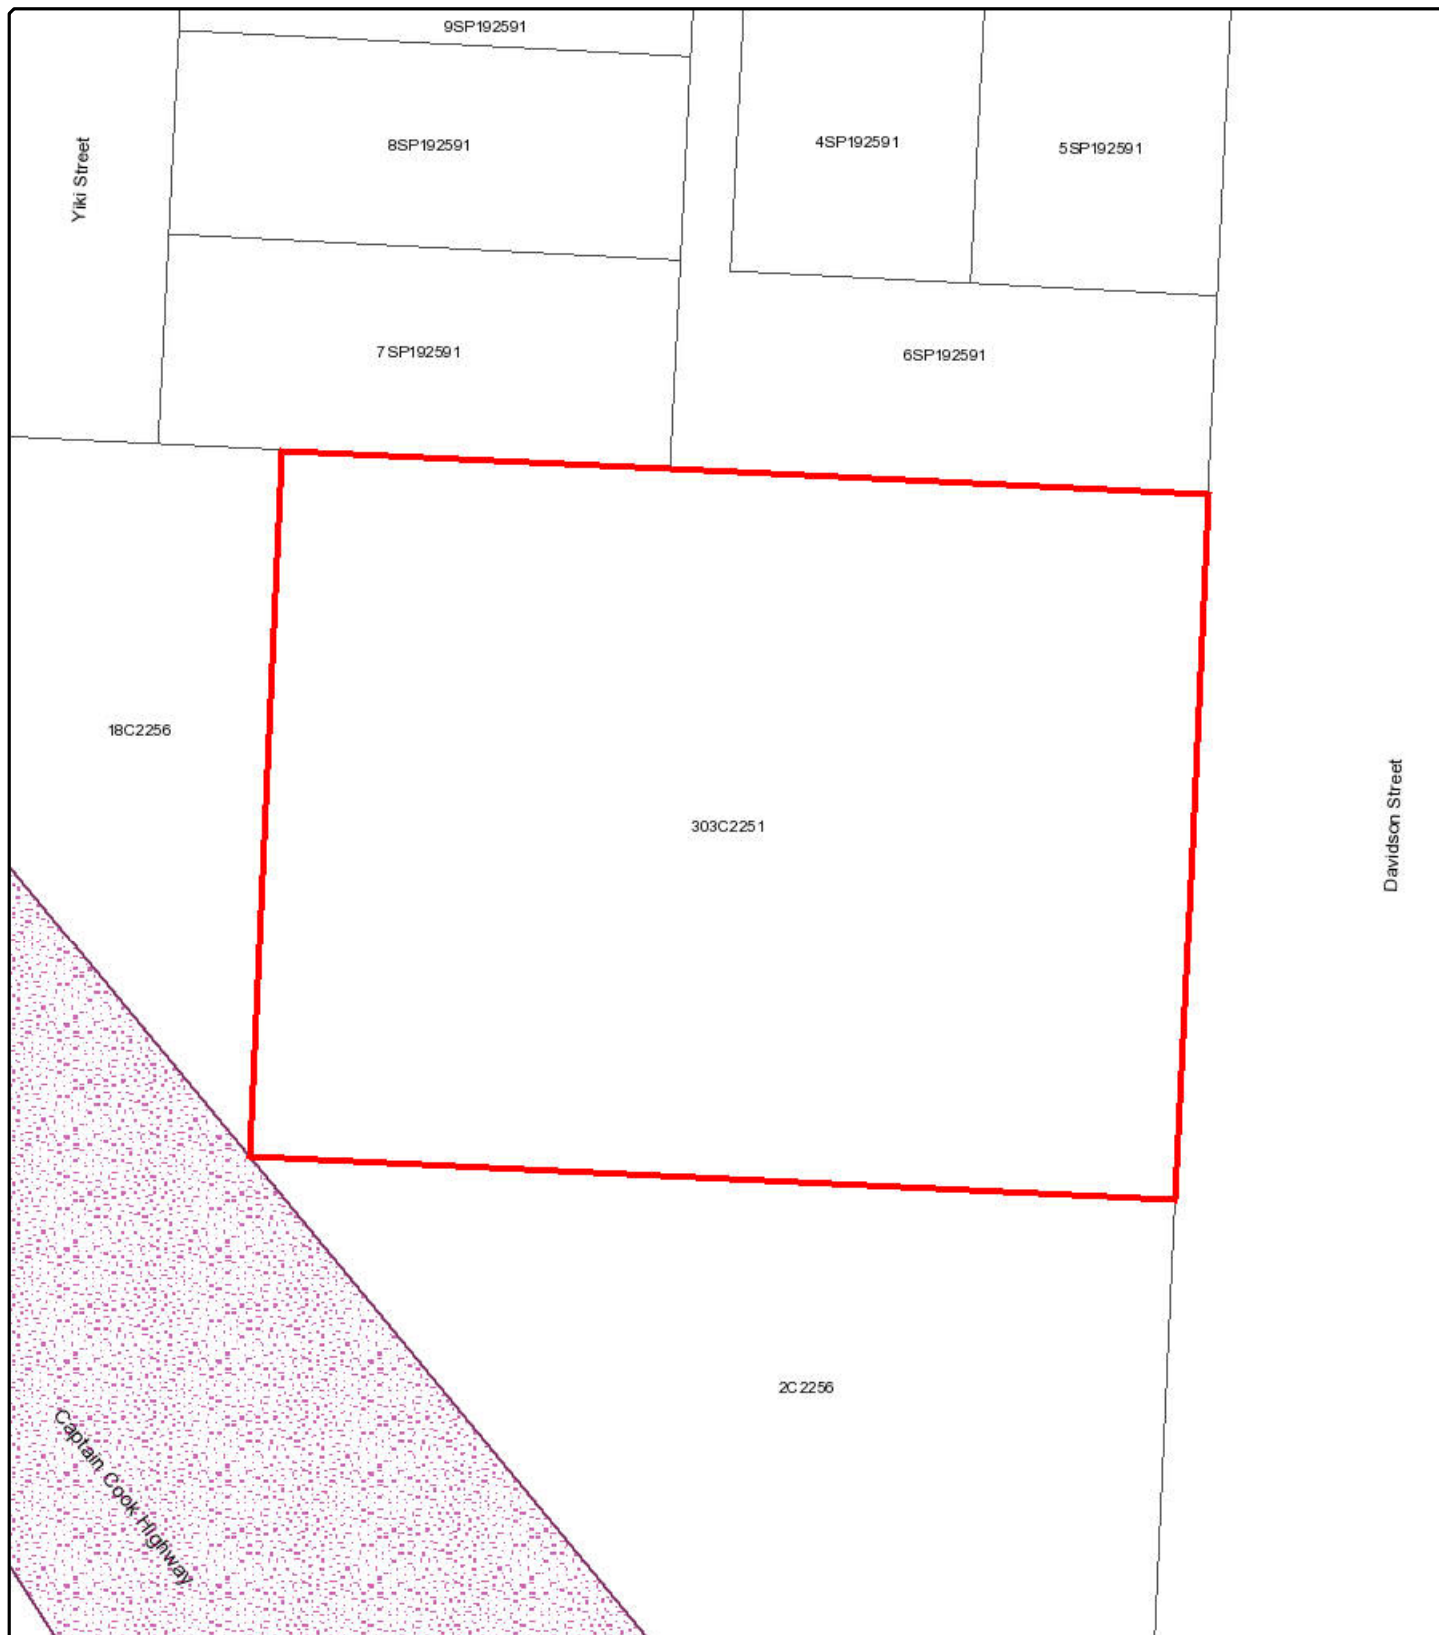 9SP192591
8SP192591
4SP192591
5SP192591
Yiki Street
7SP192591
6SP192591
18C2256
303C2251
Davidson Street
2C2256
Captain Cook Highway